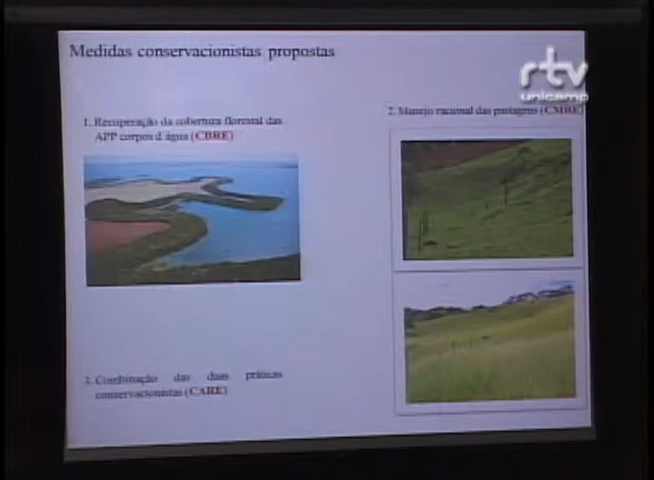 Medidas conservacionistas propostas
rtv
unicamp
1. Recuperação da cobertura florestal das
APP corpos d'água (CBRE)
2. Manejo racional das pastagens (CMRE)
3. Combinação das duas práticas
conservacionistas (CARE)